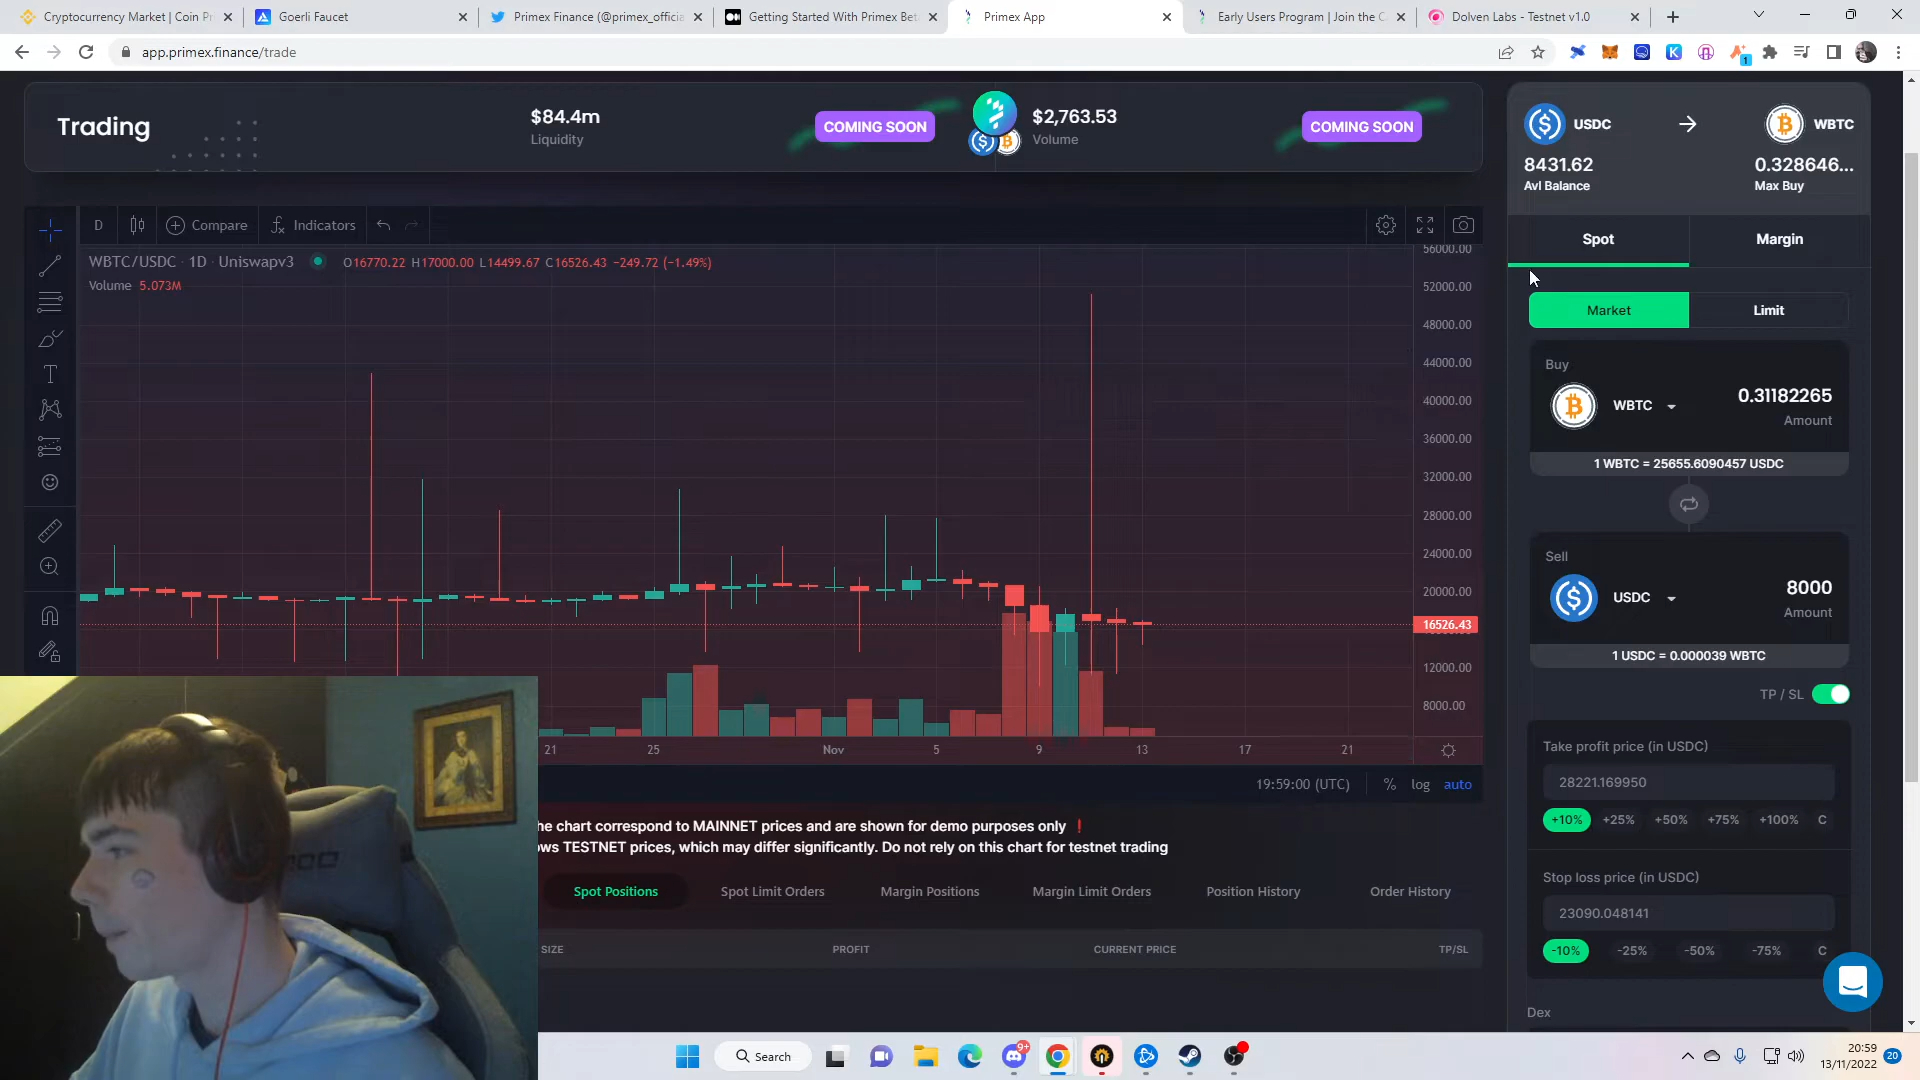 Cryptocurrency Market | Coin Pr
Goerli Faucet
Primex Finance (@primex_officia
Getting Started With Primex Bet
Primex App
Early Users Program | Join the C
Dolven Labs - Testnet v1.0
app.primex.finance/trade
1
Trading
$84.4m
Liquidity
COMING SOON
$2,763.53
Volume
COMING SOON
USDC
WBTC
8431.62
Avl Balance
0.328646...
Max Buy
D
Compare
Indicators
WBTC/USDC · 1D · Uniswapv3
O16770.22 H17000.00 L14499.67 C16526.43 -249.72 (-1.49%)
Volume 5.073M
56000.00
52000.00
48000.00
44000.00
40000.00
36000.00
32000.00
28000.00
24000.00
20000.00
16526.43
12000.00
8000.00
21
25
Nov
5
9
13
17
21
19:59:00 (UTC)
%
log
auto
he chart correspond to MAINNET prices and are shown for demo purposes only ❗
ows TESTNET prices, which may differ significantly. Do not rely on this chart for testnet trading
Spot Positions
Spot Limit Orders
Margin Positions
Margin Limit Orders
Position History
Order History
SIZE
PROFIT
CURRENT PRICE
TP/SL
Spot
Margin
Market
Limit
Buy
WBTC
0.31182265
Amount
1 WBTC = 25655.6090457 USDC
Sell
USDC
8000
Amount
1 USDC = 0.000039 WBTC
TP / SL
Take profit price (in USDC)
28221.169950
+10%
+25%
+50%
+75%
+100%
C
Stop loss price (in USDC)
23090.048141
-10%
-25%
-50%
-75%
C
Dex
Search
9+
20:59
13/11/2022
20